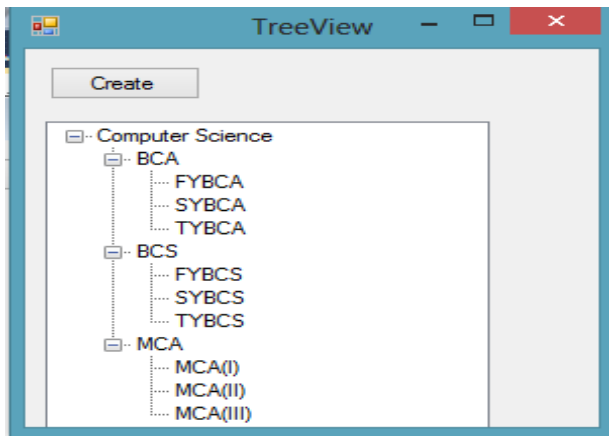 TreeView
Create
Computer Science
BCA
FYBCA
SYBCA
TYBCA
BCS
FYBCS
SYBCS
TYBCS
MCA
MCA(I)
MCA(II)
MCA(III)